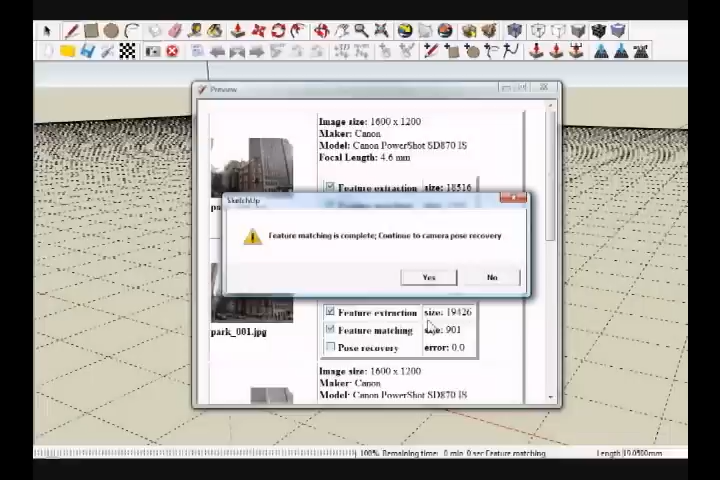 Preview
Image size: 1600 x 1200
Maker: Canon
Model: Canon PowerShot SD870 IS
Focal Length: 4.6 mm
Feature extraction size: 18516
SketchUp
Feature matching is complete; Continue to camera pose recovery
Yes No
Feature extraction size: 19426
park_001.jpg
Feature matching size: 901
Pose recovery error: 0.0
Image size: 1600 x 1200
Maker: Canon
Model: Canon PowerShot SD870 IS
100% Remaining time: 0 min 0 sec Feature matching Length